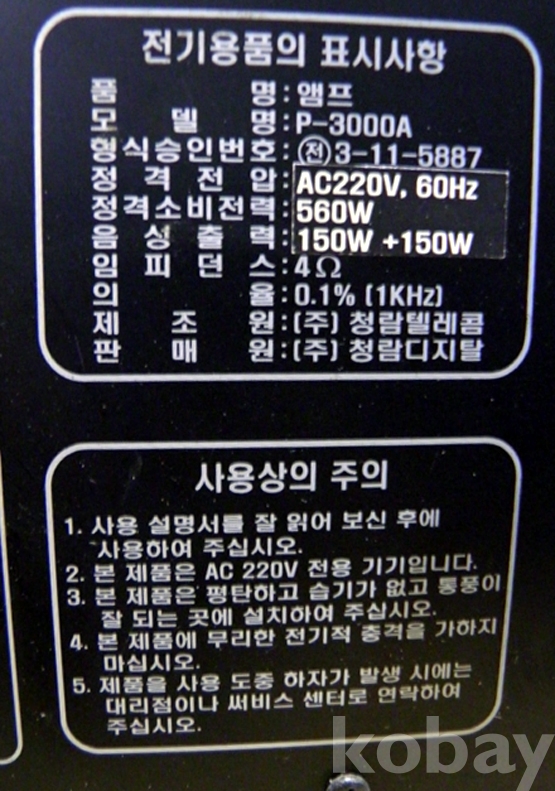 전기용품의 표시사항
품 명 : 앰프
모 델 명 : P-3000A
형식승인번호 : 전 3-11-5887
정 격 전 압 : AC220V, 60Hz
정격소비전력 : 560W
음 성 출 력 : 150W +150W
임 피 던 스 : 4Ω
의 율 : 0.1% (1KHz)
제 조 원 : (주) 청람텔레콤
판 매 원 : (주) 청람디지탈
사용상의 주의
1. 사용 설명서를 잘 읽어 보신 후에
사용하여 주십시오.
2. 본 제품은 AC 220V 전용 기기입니다.
3. 본 제품은 평탄하고 습기가 없고 통풍이
잘 되는 곳에 설치하여 주십시오.
4. 본 제품에 무리한 전기적 충격을 가하지
마십시오.
5. 제품을 사용 도중 하자가 발생 시에는
대리점이나 써비스 센터로 연락하여
주십시오.
kobay